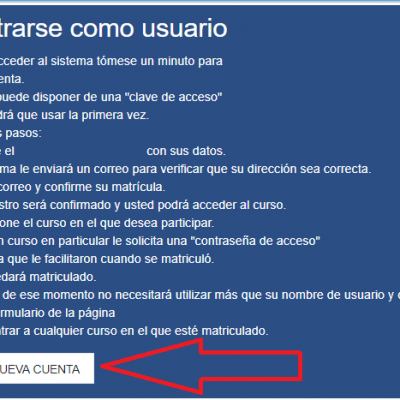 trarse como usuario
cceder al sistema tómese un minuto para
enta.
puede disponer de una "clave de acceso"
drá que usar la primera vez.
s pasos:
e el con sus datos.
ma le enviará un correo para verificar que su dirección sea correcta.
correo y confirme su matrícula.
stro será confirmado y usted podrá acceder al curso.
one el curso en el que desea participar.
n curso en particular le solicita una "contraseña de acceso"
a que le facilitaron cuando se matriculó.
edará matriculado.
de ese momento no necesitará utilizar más que su nombre de usuario y c
ormulario de la página
ntrar a cualquier curso en el que esté matriculado.
UEVA CUENTA